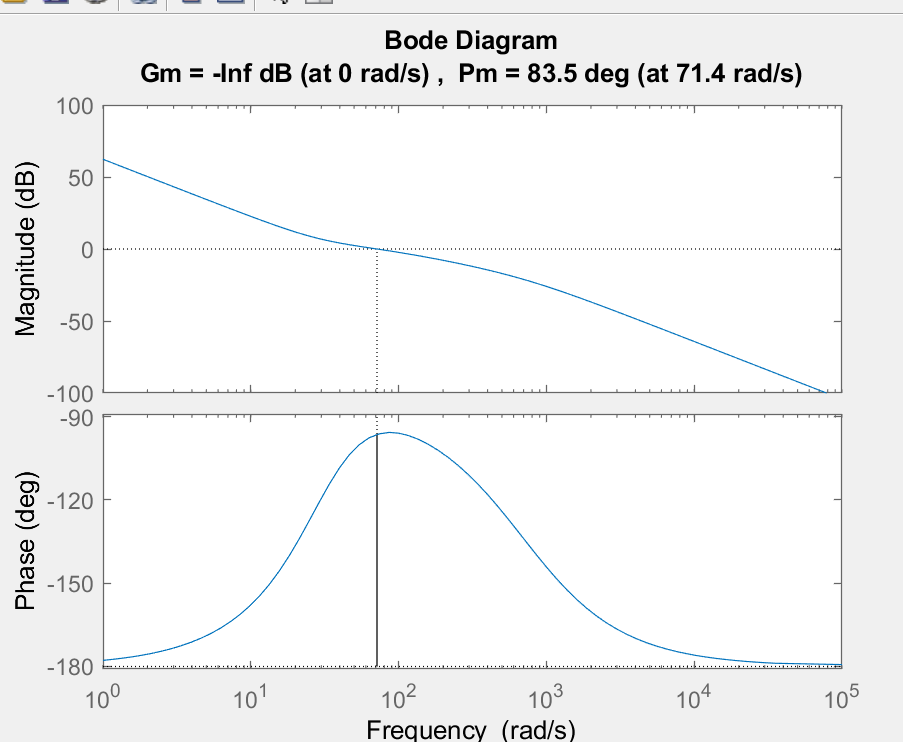 Bode Diagram
Gm = -Inf dB (at 0 rad/s) ,  Pm = 83.5 deg (at 71.4 rad/s)
100
50
0
-50
-100
Magnitude (dB)
-90
-120
-150
-180
Phase (deg)
10^0 10^1 10^2 10^3 10^4 10^5
Frequency  (rad/s)